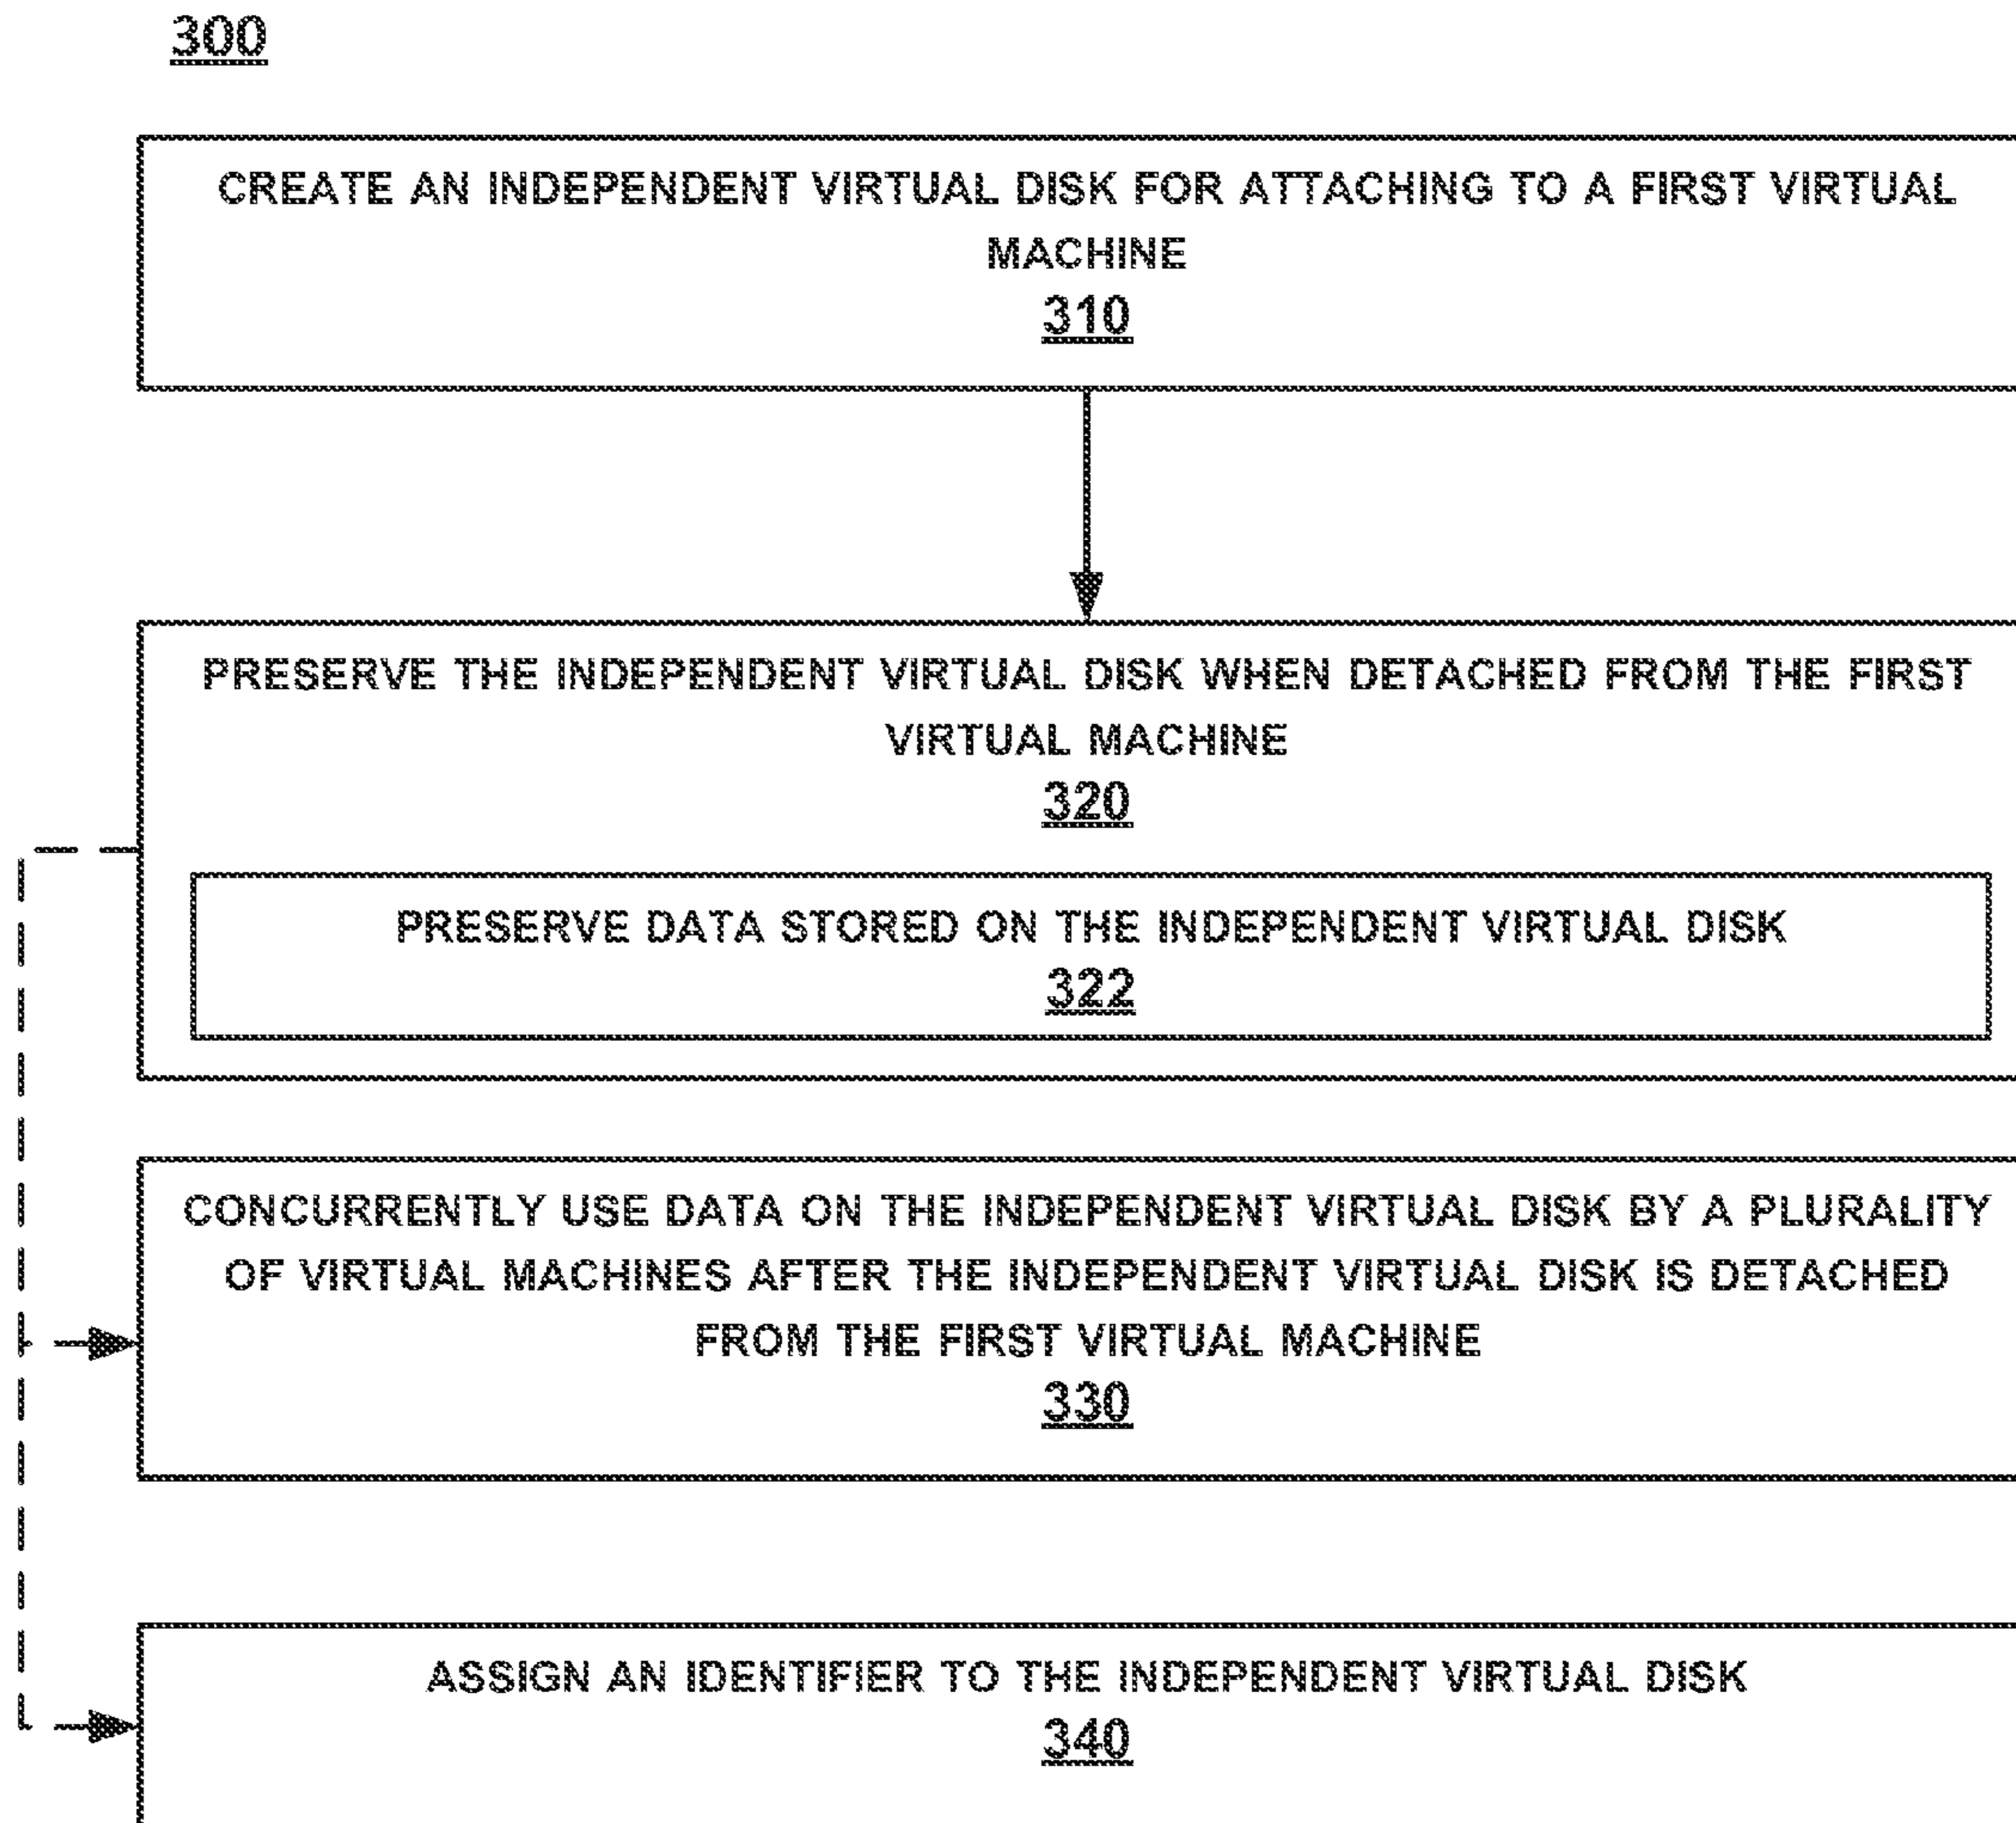 300
CREATE AN INDEPENDENT VIRTUAL DISK FOR ATTACHING TO A FIRST VIRTUAL
MACHINE
310
PRESERVE THE INDEPENDENT VIRTUAL DISK WHEN DETACHED FROM THE FIRST
VIRTUAL MACHINE
320
PRESERVE DATA STORED ON THE INDEPENDENT VIRTUAL DISK
322
CONCURRENTLY USE DATA ON THE INDEPENDENT VIRTUAL DISK BY A PLURALITY
OF VIRTUAL MACHINES AFTER THE INDEPENDENT VIRTUAL DISK IS DETACHED
FROM THE FIRST VIRTUAL MACHINE
330
ASSIGN AN IDENTIFIER TO THE INDEPENDENT VIRTUAL DISK
340